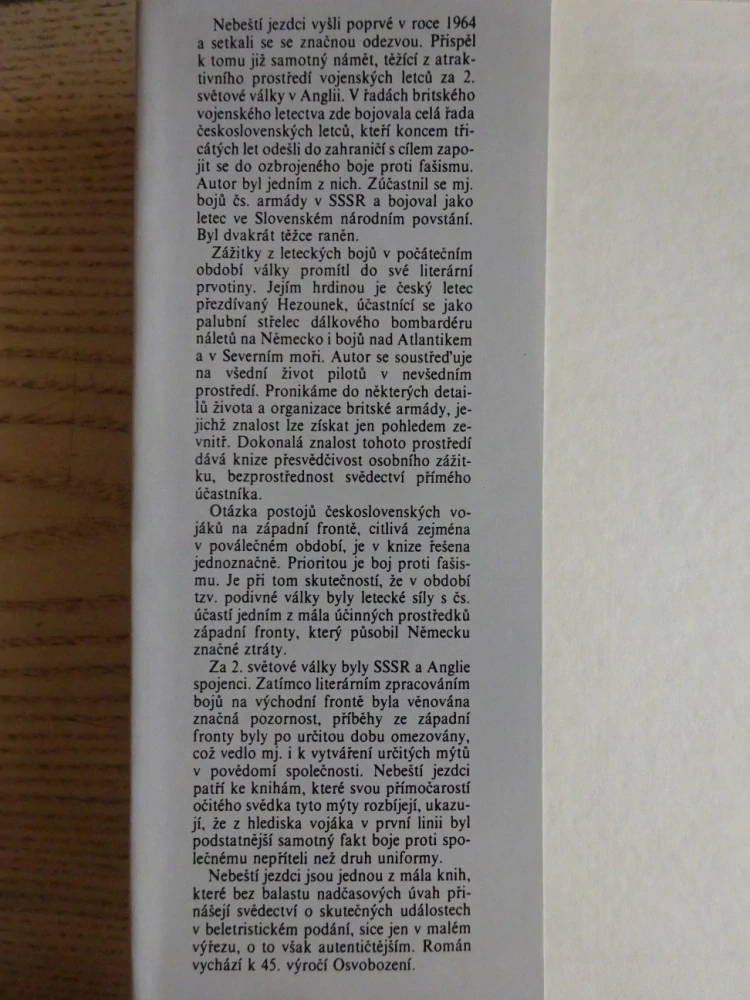 Nebeští jezdci vyšli poprvé v roce 1964
a setkali se se značnou odezvou. Přispěl
k tomu již samotný námět, těžící z atrak-
tivního prostředí vojenských letců za 2.
světové války v Anglii. V řadách britského
vojenského letectva zde bojovala celá řada
československých letců, kteří koncem tři-
cátých let odešli do zahraničí s cílem zapo-
jit se do ozbrojeného boje proti fašismu.
Autor byl jedním z nich. Zúčastnil se mj.
bojů čs. armády v SSSR a bojoval jako
letec ve Slovenském národním povstání.
Byl dvakrát těžce raněn.
Zážitky z leteckých bojů v počátečním
období války promítl do své literární
prvotiny. Jejím hrdinou je český letec
přezdívaný Hezounek, účastnící se jako
palubní střelec dálkového bombardéru
náletů na Německo i bojů nad Atlantikem
a v Severním moři. Autor se soustřeďuje
na všední život pilotů v nevšedním
prostředí. Pronikáme do některých detai-
lů života a organizace britské armády, je-
jichž znalost lze získat jen pohledem ze-
vnitř. Dokonalá znalost tohoto prostředí
dává knize přesvědčivost osobního zážit-
ku, bezprostřednost svědectví přímého
účastníka.
Otázka postojů československých vo-
jáků na západní frontě, citlivá zejména
v poválečném období, je v knize řešena
jednoznačně. Prioritou je boj proti fašis-
mu. Je při tom skutečností, že v období
tzv. podivné války byly letecké síly s čs.
účastí jedním z mála účinných prostředků
západní fronty, který působil Německu
značné ztráty.
Za 2. světové války byly SSSR a Anglie
spojenci. Zatímco literárním zpracováním
bojů na východní frontě byla věnována
značná pozornost, příběhy ze západní
fronty byly po určitou dobu omezovány,
což vedlo mj. i k vytváření určitých mýtů
v povědomí společnosti. Nebeští jezdci
patří ke knihám, které svou přímočarostí
očitého svědka tyto mýty rozbíjejí, ukazu-
jí, že z hlediska vojáka v první linii byl
podstatnější samotný fakt boje proti spo-
lečnému nepříteli než druh uniformy.
Nebeští jezdci jsou jednou z mála knih,
které bez balastu nadčasových úvah při-
nášejí svědectví o skutečných událostech
v beletristickém podání, sice jen v malém
výřezu, o to však autentičtějším. Román
vychází k 45. výročí Osvobození.